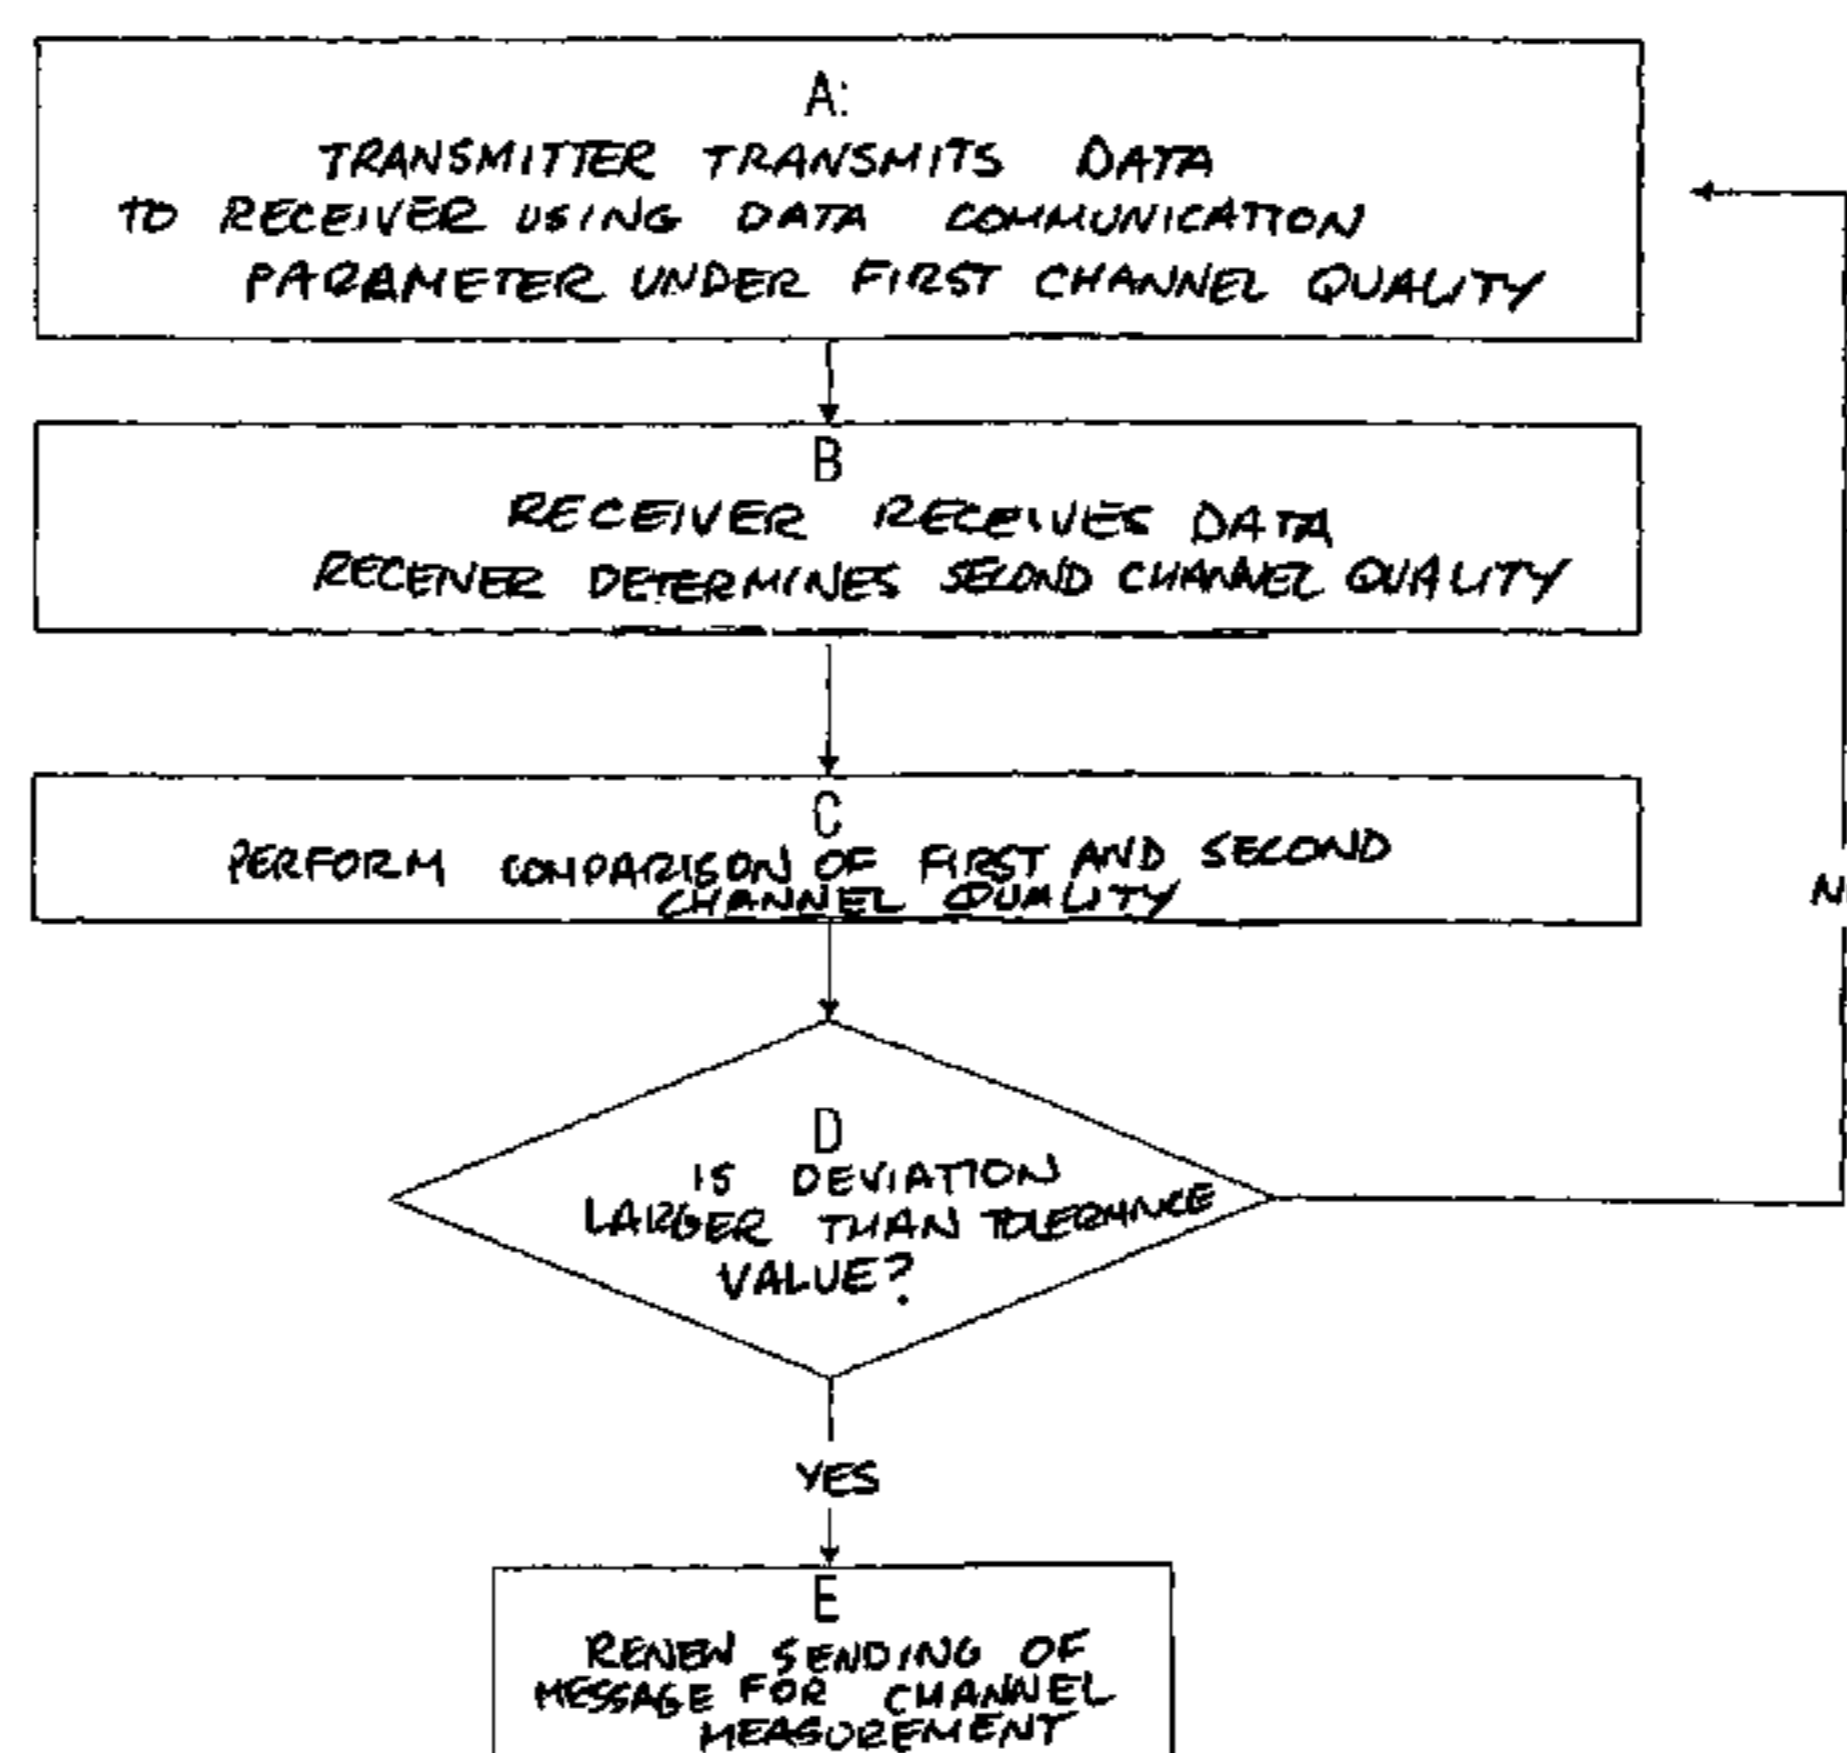 A:
TRANSMITTER TRANSMITS DATA
TO RECEIVER USING DATA COMMUNICATION
PARAMETER UNDER FIRST CHANNEL QUALITY
B
RECEIVER RECEIVES DATA
RECEIVER DETERMINES SECOND CHANNEL QUALITY
C
PERFORM COMPARISON OF FIRST AND SECOND
CHANNEL QUALITY
D
IS DEVIATION
LARGER THAN TOLERANCE
VALUE?
YES
E
RENEW SENDING OF
MESSAGE FOR CHANNEL
MEASUREMENT